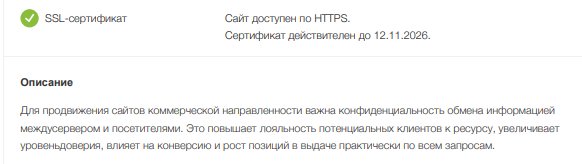 SSL-сертификат
Сайт доступен по HTTPS.
Сертификат действителен до 12.11.2026.
Описание
Для продвижения сайтов коммерческой направленности важна конфиденциальность обмена информацией
междусервером и посетителями. Это повышает лояльность потенциальных клиентов к ресурсу, увеличивает
уровеньдоверия, влияет на конверсию и рост позиций в выдаче практически по всем запросам.